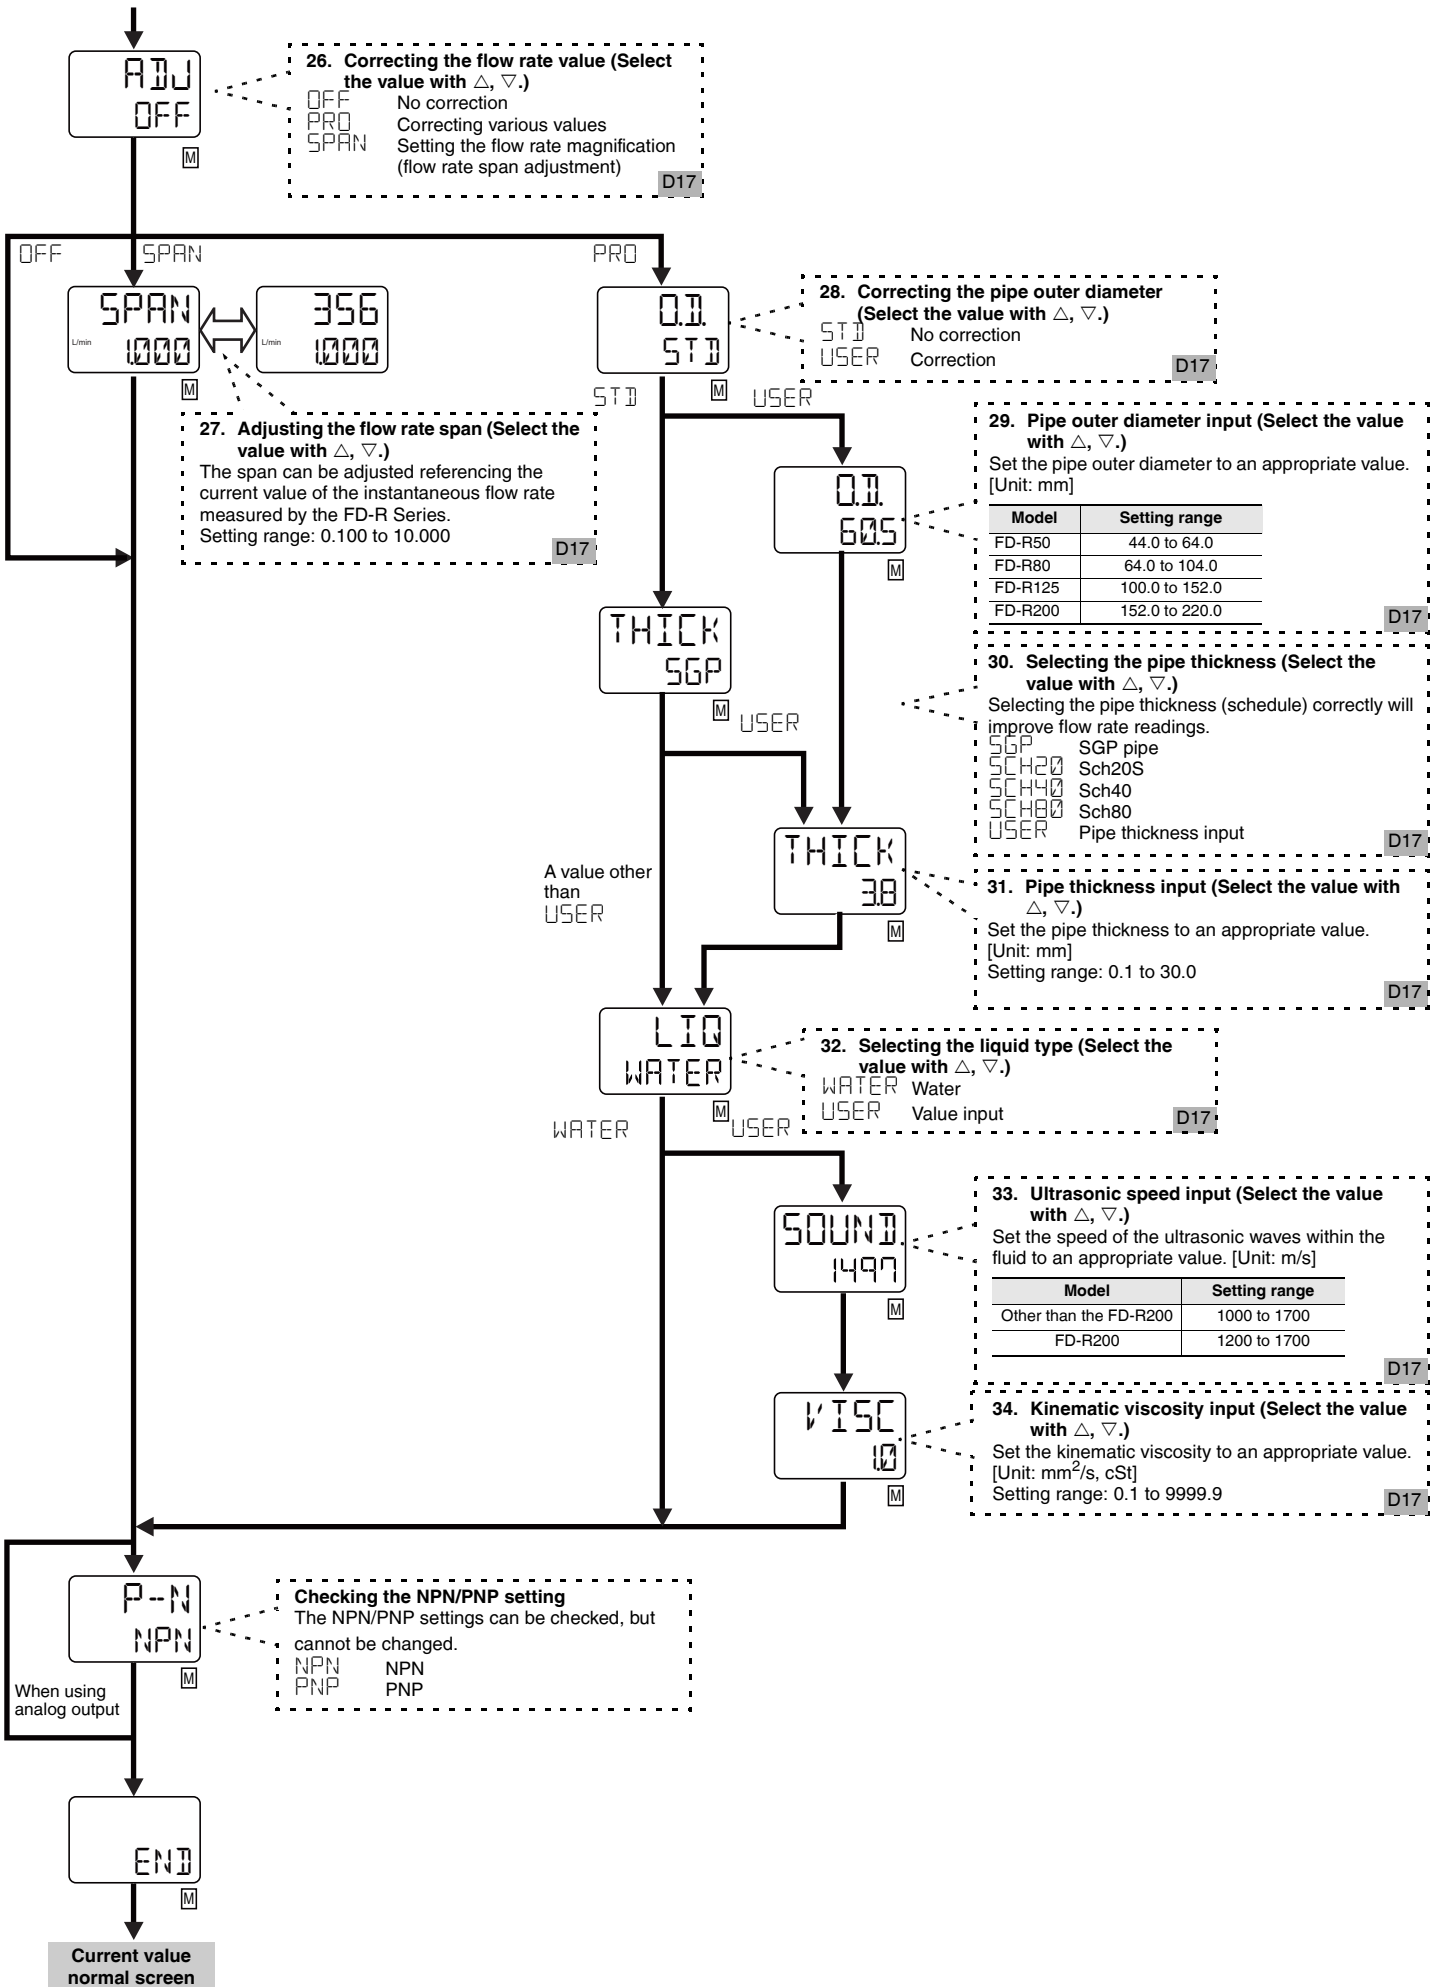 ADJ
OFF
M
26. Correcting the flow rate value (Select
the value with △, ▽.)
OFF No correction
PRO Correcting various values
SPAN Setting the flow rate magnification
(flow rate span adjustment)
D17
OFF
SPAN
PRO
SPAN
L/min 1.000
M
356
L/min 1.000
27. Adjusting the flow rate span (Select the
value with △, ▽.)
The span can be adjusted referencing the
current value of the instantaneous flow rate
measured by the FD-R Series.
Setting range: 0.100 to 10.000
D17
O.D.
STD
M
28. Correcting the pipe outer diameter
(Select the value with △, ▽.)
STD No correction
USER Correction
D17
STD
USER
O.D.
60.5
M
29. Pipe outer diameter input (Select the value
with △, ▽.)
Set the pipe outer diameter to an appropriate value.
[Unit: mm]
Model Setting range
FD-R50 44.0 to 64.0
FD-R80 64.0 to 104.0
FD-R125 100.0 to 152.0
FD-R200 152.0 to 220.0
D17
THICK
SGP
M
USER
30. Selecting the pipe thickness (Select the
value with △, ▽.)
Selecting the pipe thickness (schedule) correctly will
improve flow rate readings.
SGP SGP pipe
SCH20 Sch20S
SCH40 Sch40
SCH80 Sch80
USER Pipe thickness input
D17
A value other
than
USER
THICK
3.8
M
31. Pipe thickness input (Select the value with
△, ▽.)
Set the pipe thickness to an appropriate value.
[Unit: mm]
Setting range: 0.1 to 30.0
D17
LIQ
WATER
M
32. Selecting the liquid type (Select the
value with △, ▽.)
WATER Water
USER Value input
D17
WATER
USER
SOUND
1497
M
33. Ultrasonic speed input (Select the value
with △, ▽.)
Set the speed of the ultrasonic waves within the
fluid to an appropriate value. [Unit: m/s]
Model Setting range
Other than the FD-R200 1000 to 1700
FD-R200 1200 to 1700
D17
VISC
1.0
M
34. Kinematic viscosity input (Select the value
with △, ▽.)
Set the kinematic viscosity to an appropriate value.
[Unit: mm²/s, cSt]
Setting range: 0.1 to 9999.9
D17
P-N
NPN
M
Checking the NPN/PNP setting
The NPN/PNP settings can be checked, but
cannot be changed.
NPN NPN
PNP PNP
When using
analog output
END
M
Current value
normal screen